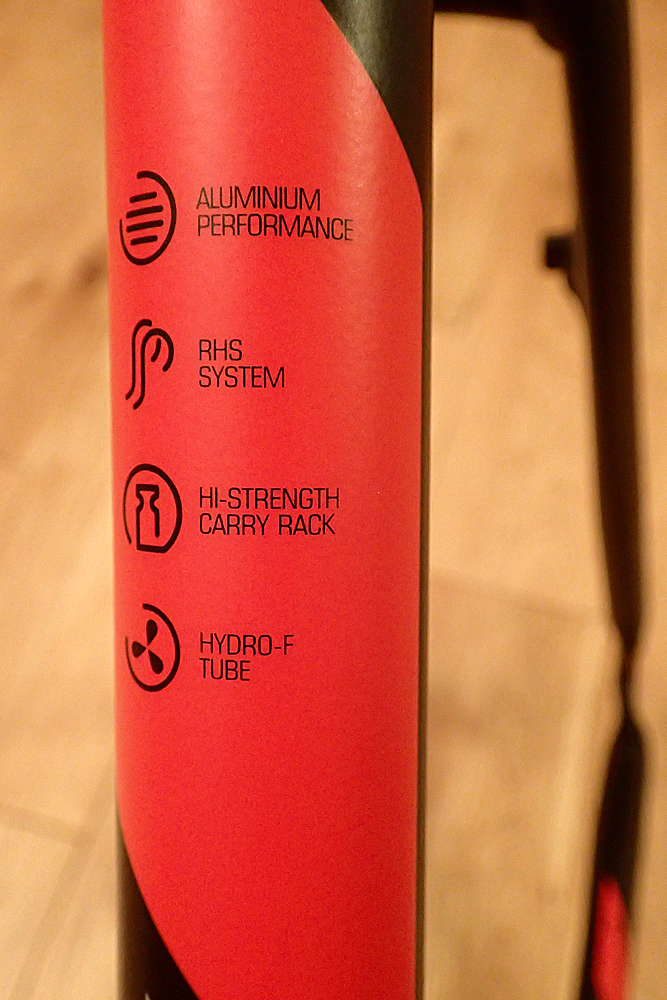 ALUMINIUM
PERFORMANCE
RHS
SYSTEM
HI-STRENGTH
CARRY RACK
HYDRO-F
TUBE